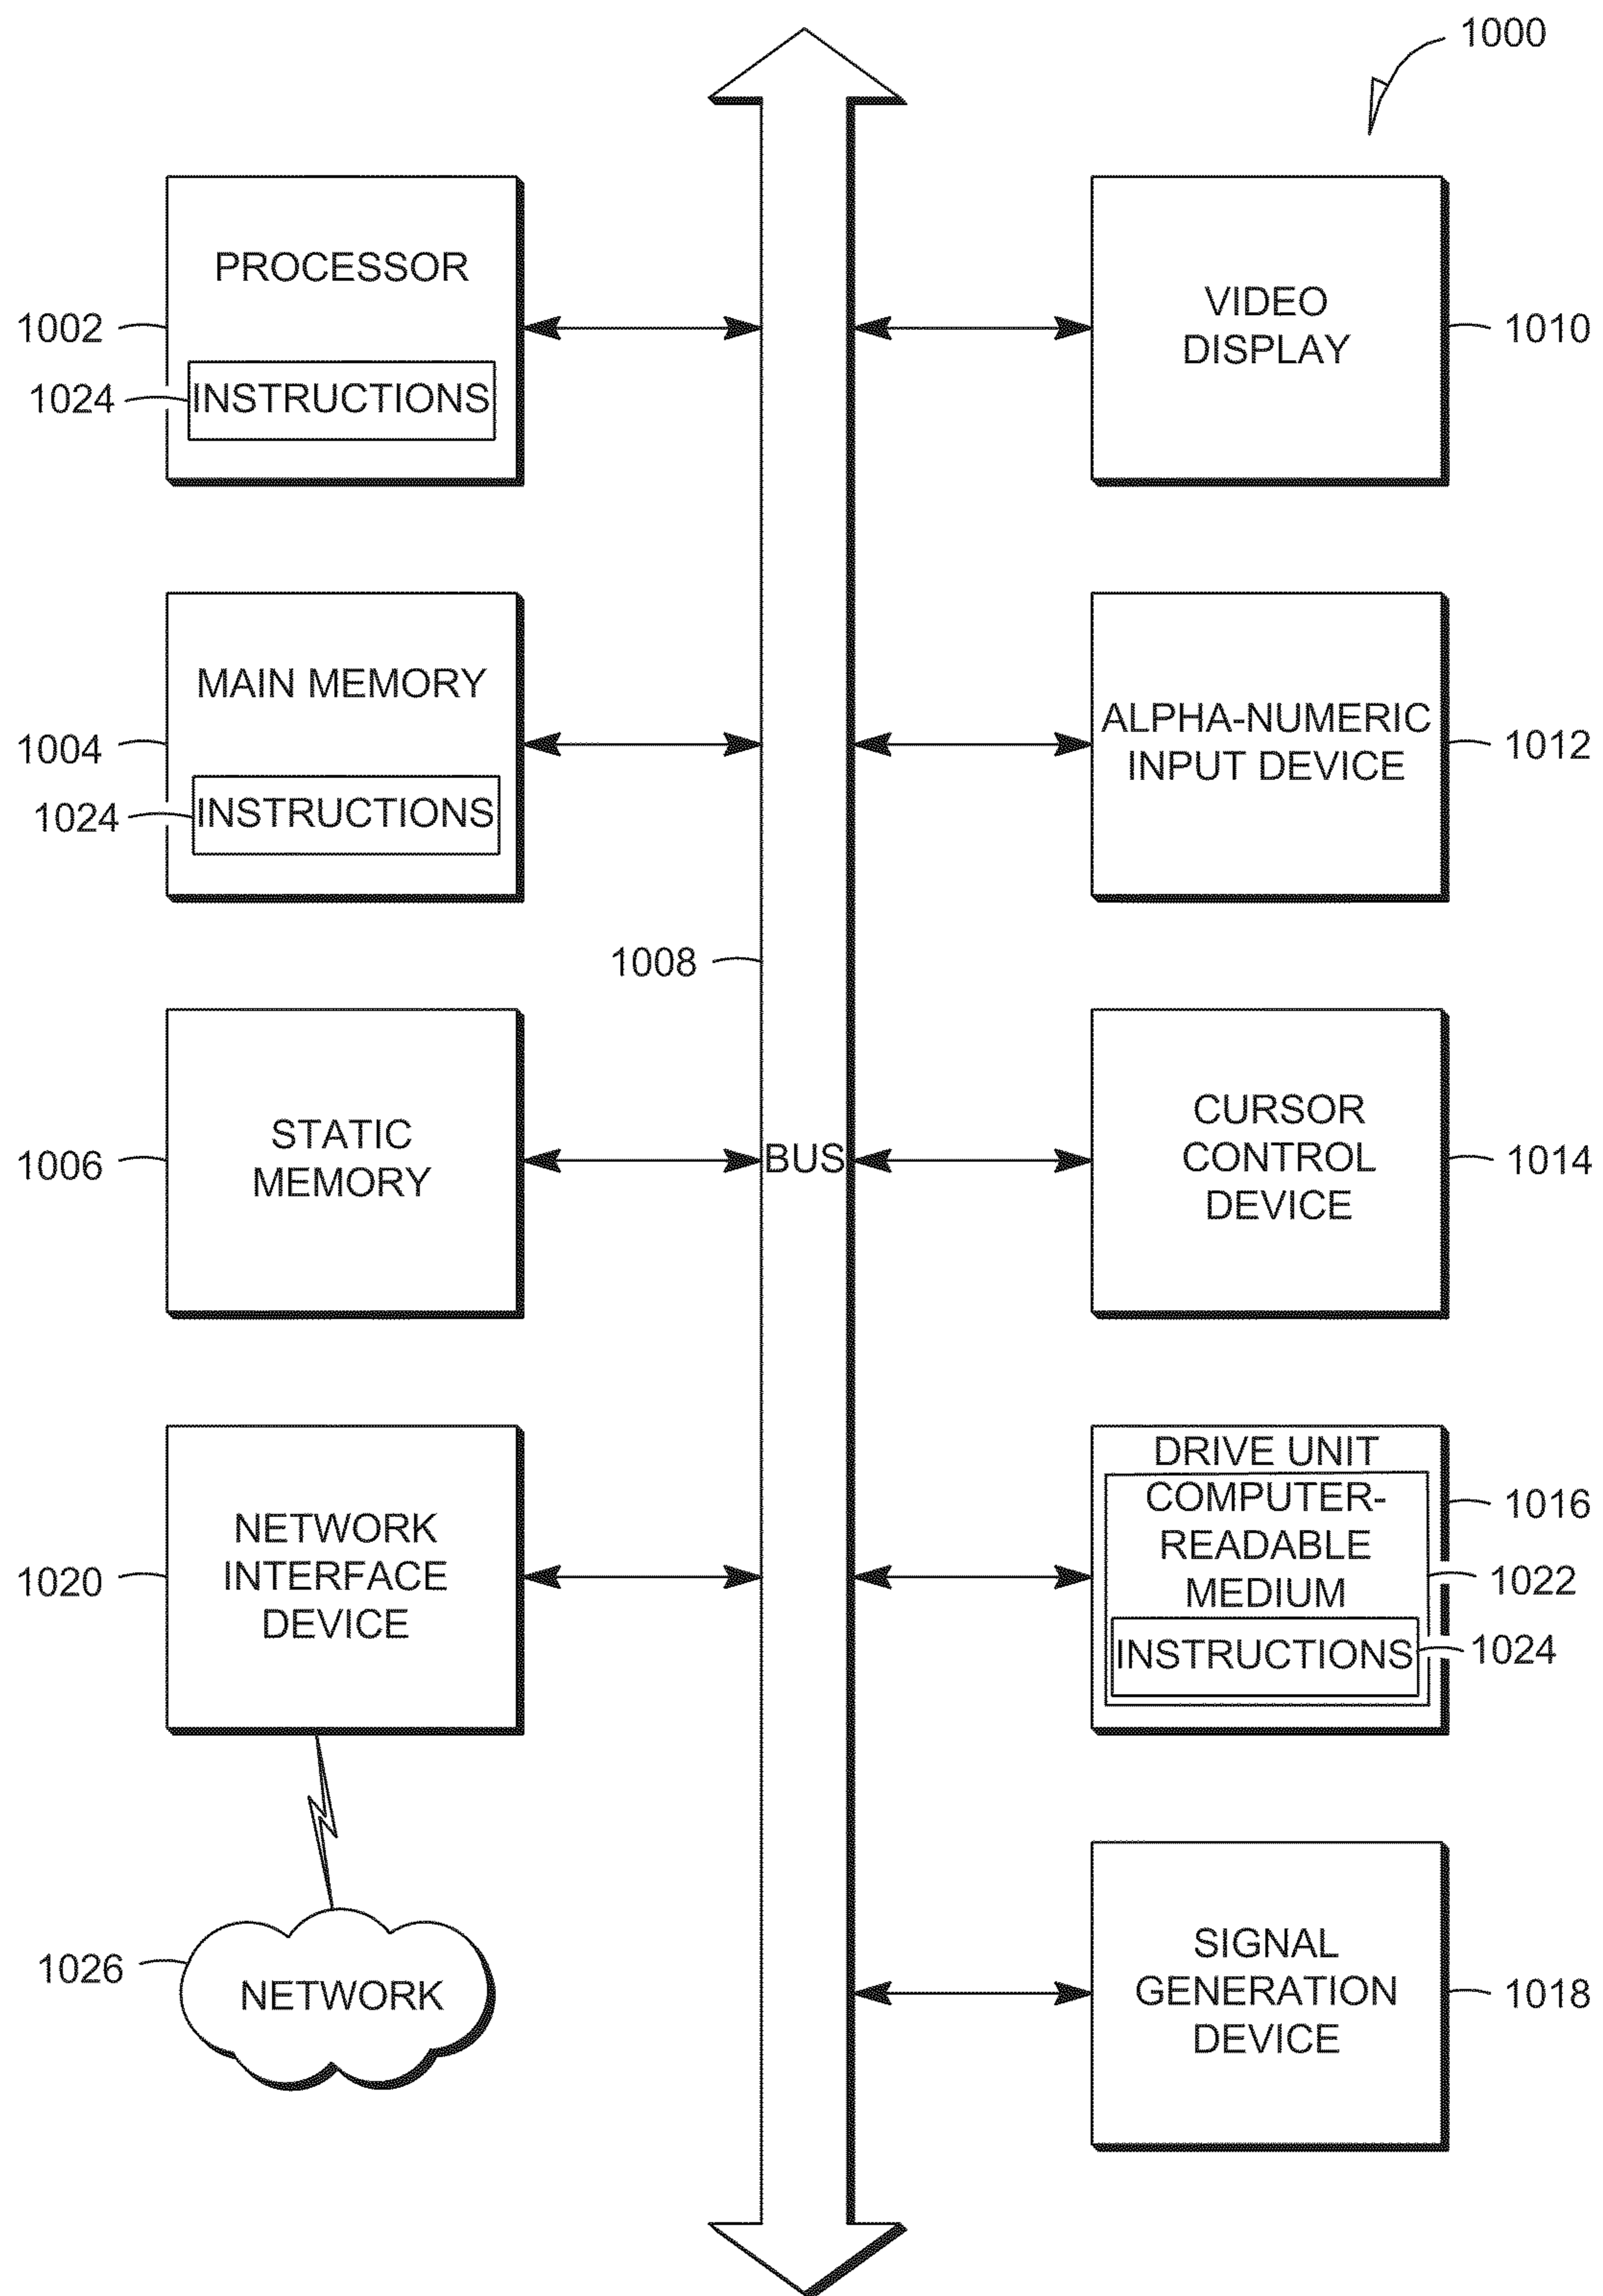 1000
PROCESSOR
1002
1024
INSTRUCTIONS
VIDEO
DISPLAY
1010
MAIN MEMORY
1004
1024
INSTRUCTIONS
ALPHA-NUMERIC
INPUT DEVICE
1012
1008
STATIC
MEMORY
1006
BUS
CURSOR
CONTROL
DEVICE
1014
NETWORK
INTERFACE
DEVICE
1020
DRIVE UNIT
1016
COMPUTER-
READABLE
MEDIUM
1022
INSTRUCTIONS
1024
1026
NETWORK
SIGNAL
GENERATION
DEVICE
1018